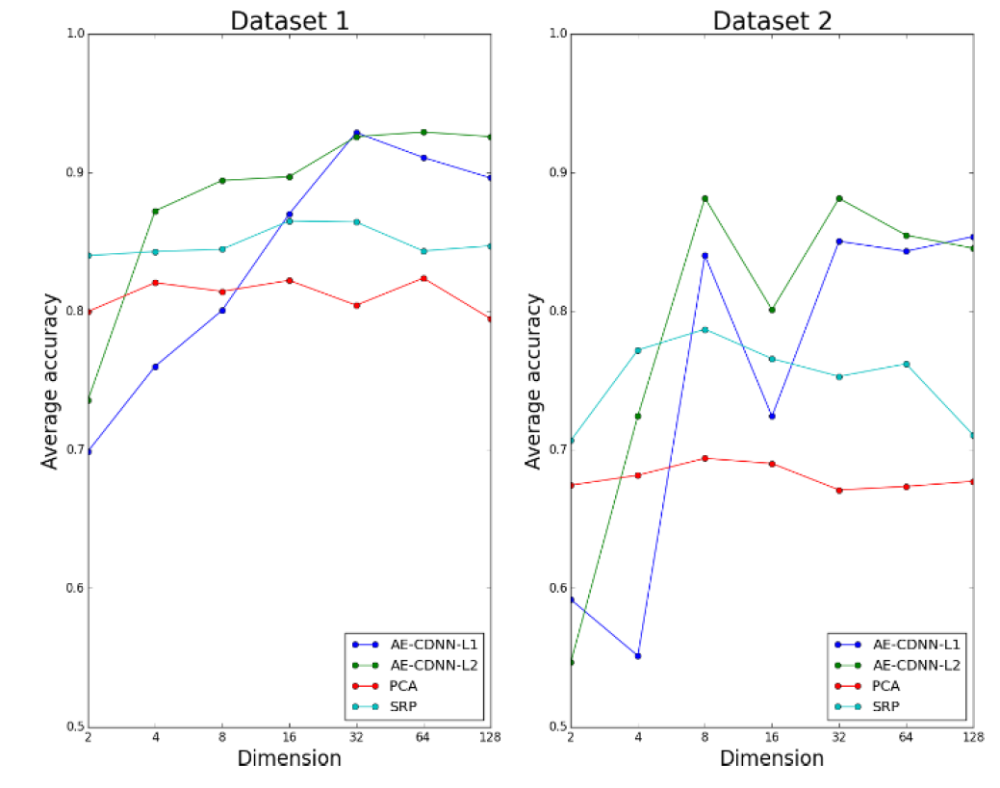 Dataset 1
Average accuracy
1.0
0.9
0.8
0.7
0.6
0.5
2 4 8 16 32 64 128
Dimension
AE-CDNN-L1
AE-CDNN-L2
PCA
SRP
Dataset 2
Average accuracy
1.0
0.9
0.8
0.7
0.6
0.5
2 4 8 16 32 64 128
Dimension
AE-CDNN-L1
AE-CDNN-L2
PCA
SRP